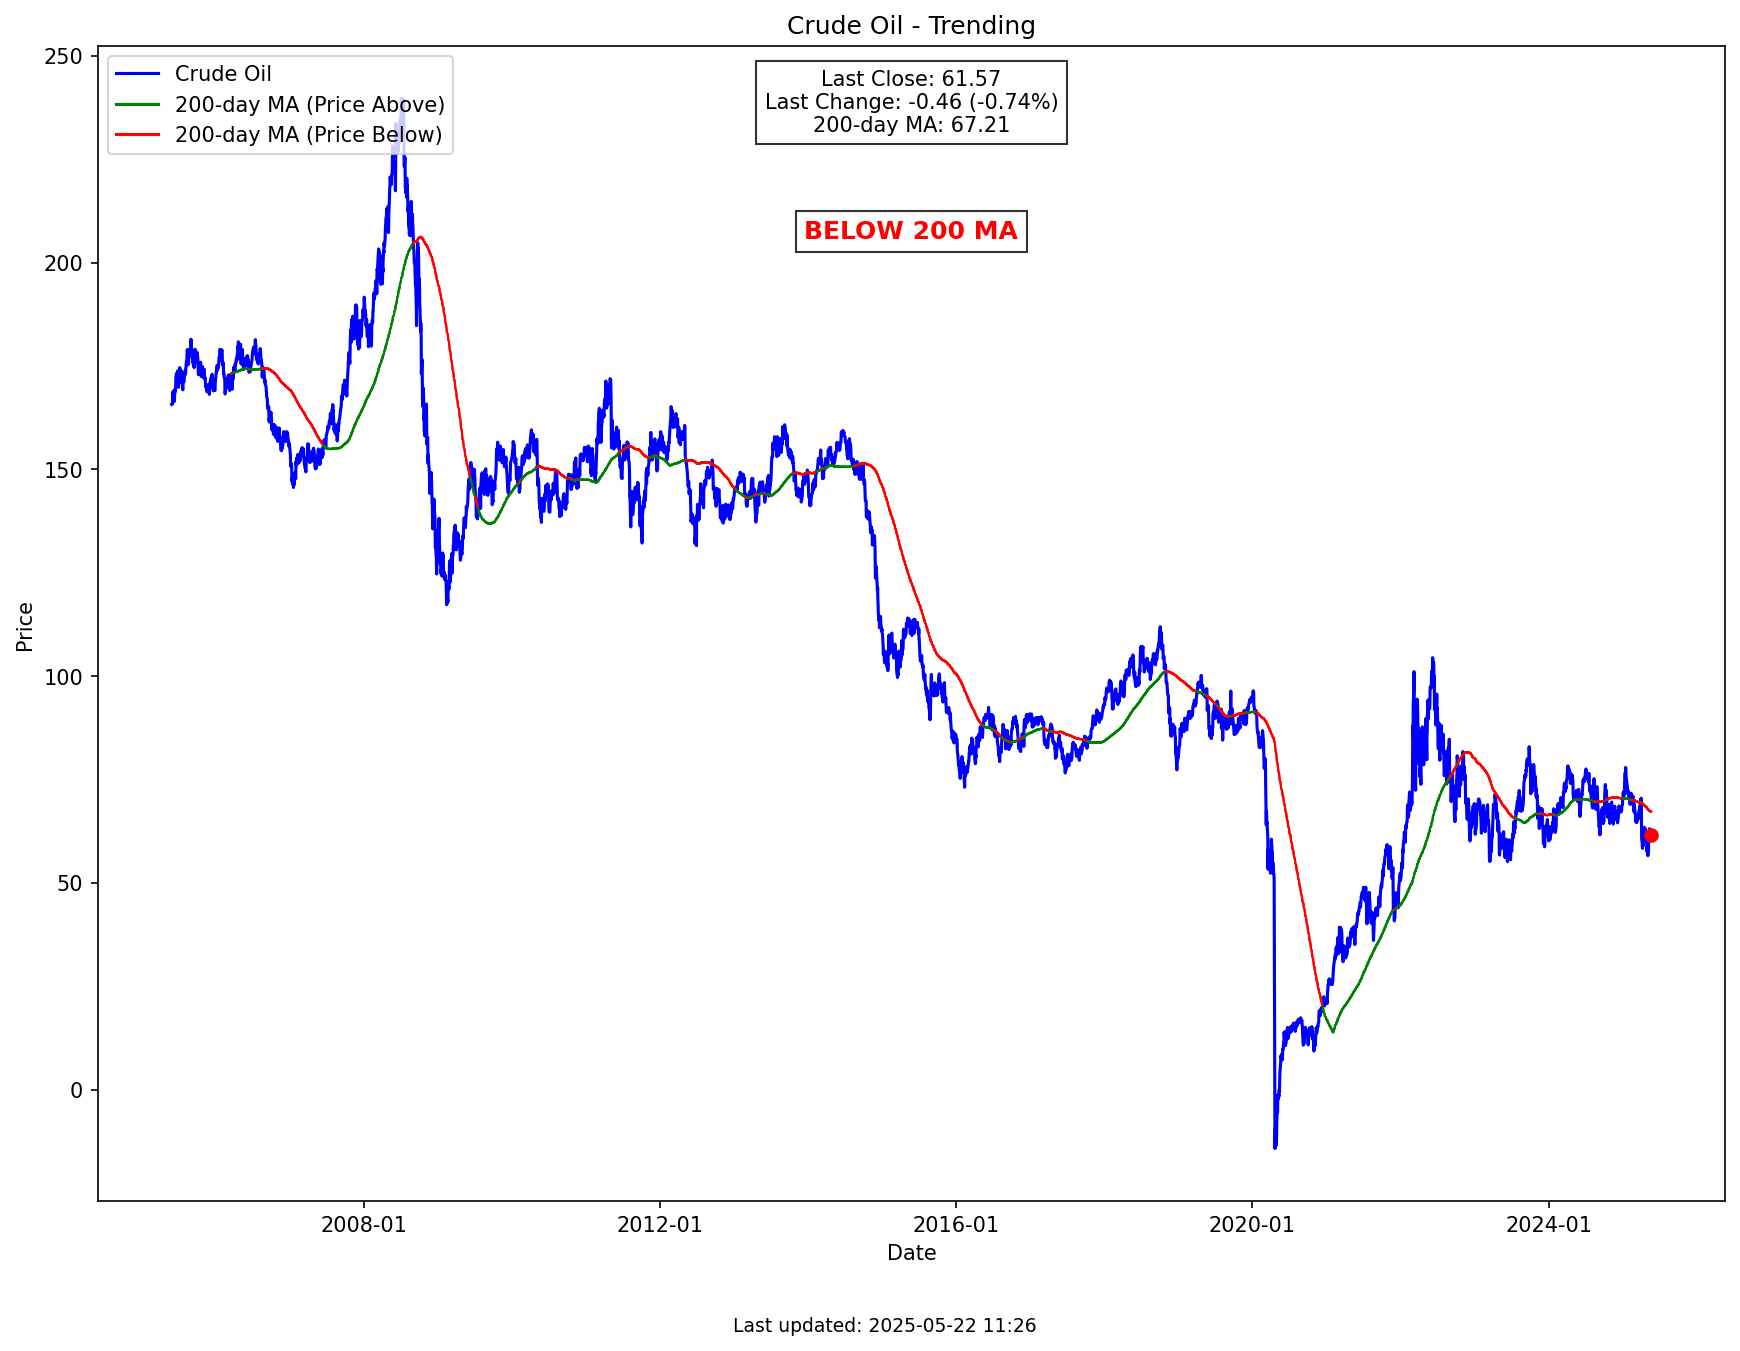 Crude Oil - Trending
250
200
150
100
50
0
Price
Crude Oil
200-day MA (Price Above)
200-day MA (Price Below)
Last Close: 61.57
Last Change: -0.46 (-0.74%)
200-day MA: 67.21
BELOW 200 MA
2008-01 2012-01 2016-01 2020-01 2024-01
Date
Last updated: 2025-05-22 11:26